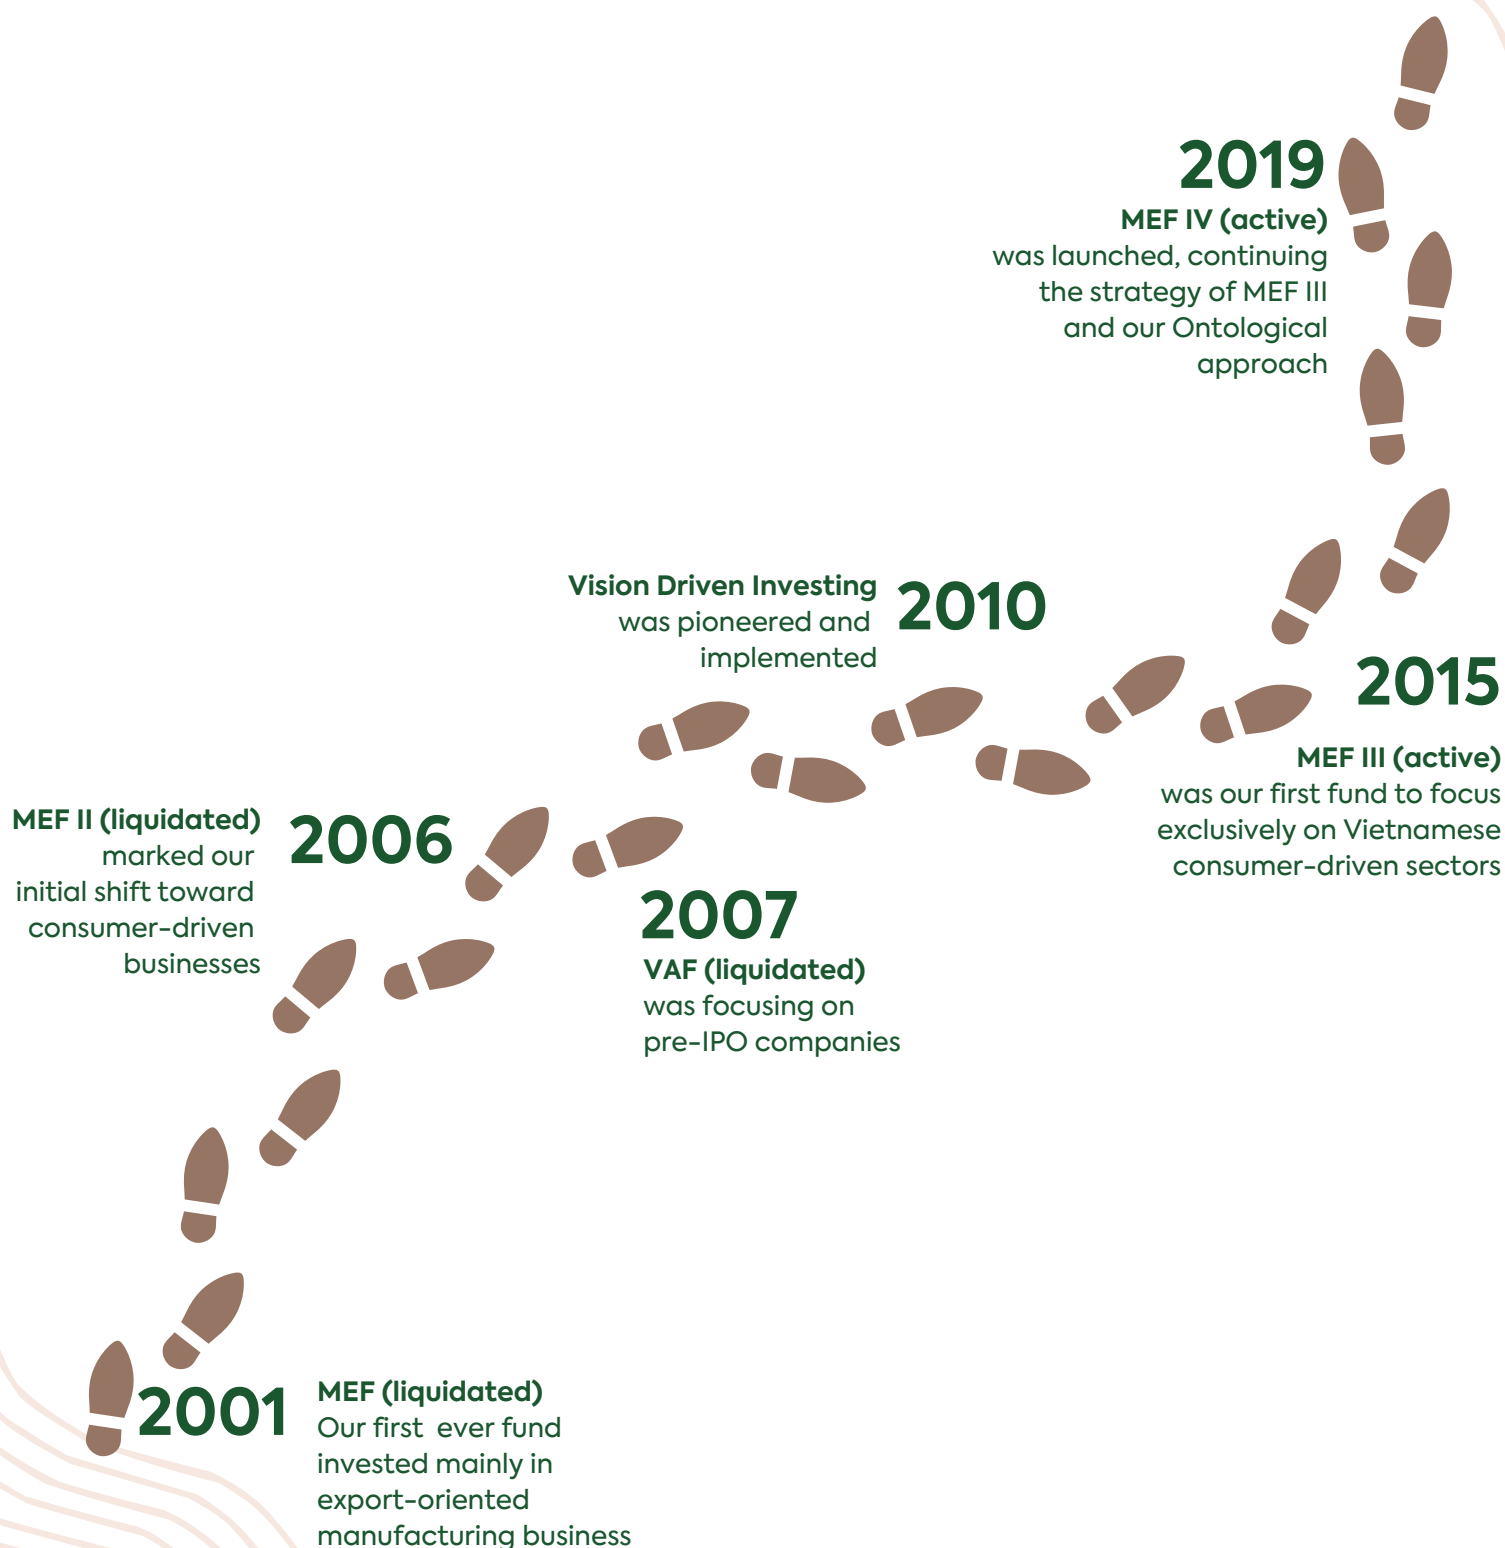 2019
MEF IV (active)
was launched, continuing
the strategy of MEF III
and our Ontological
approach
Vision Driven Investing
was pioneered and
implemented
2010
2015
MEF III (active)
was our first fund to focus
exclusively on Vietnamese
consumer-driven sectors
MEF II (liquidated)
marked our
initial shift toward
consumer-driven
businesses
2006
2007
VAF (liquidated)
was focusing on
pre-IPO companies
2001
MEF (liquidated)
Our first ever fund
invested mainly in
export-oriented
manufacturing business